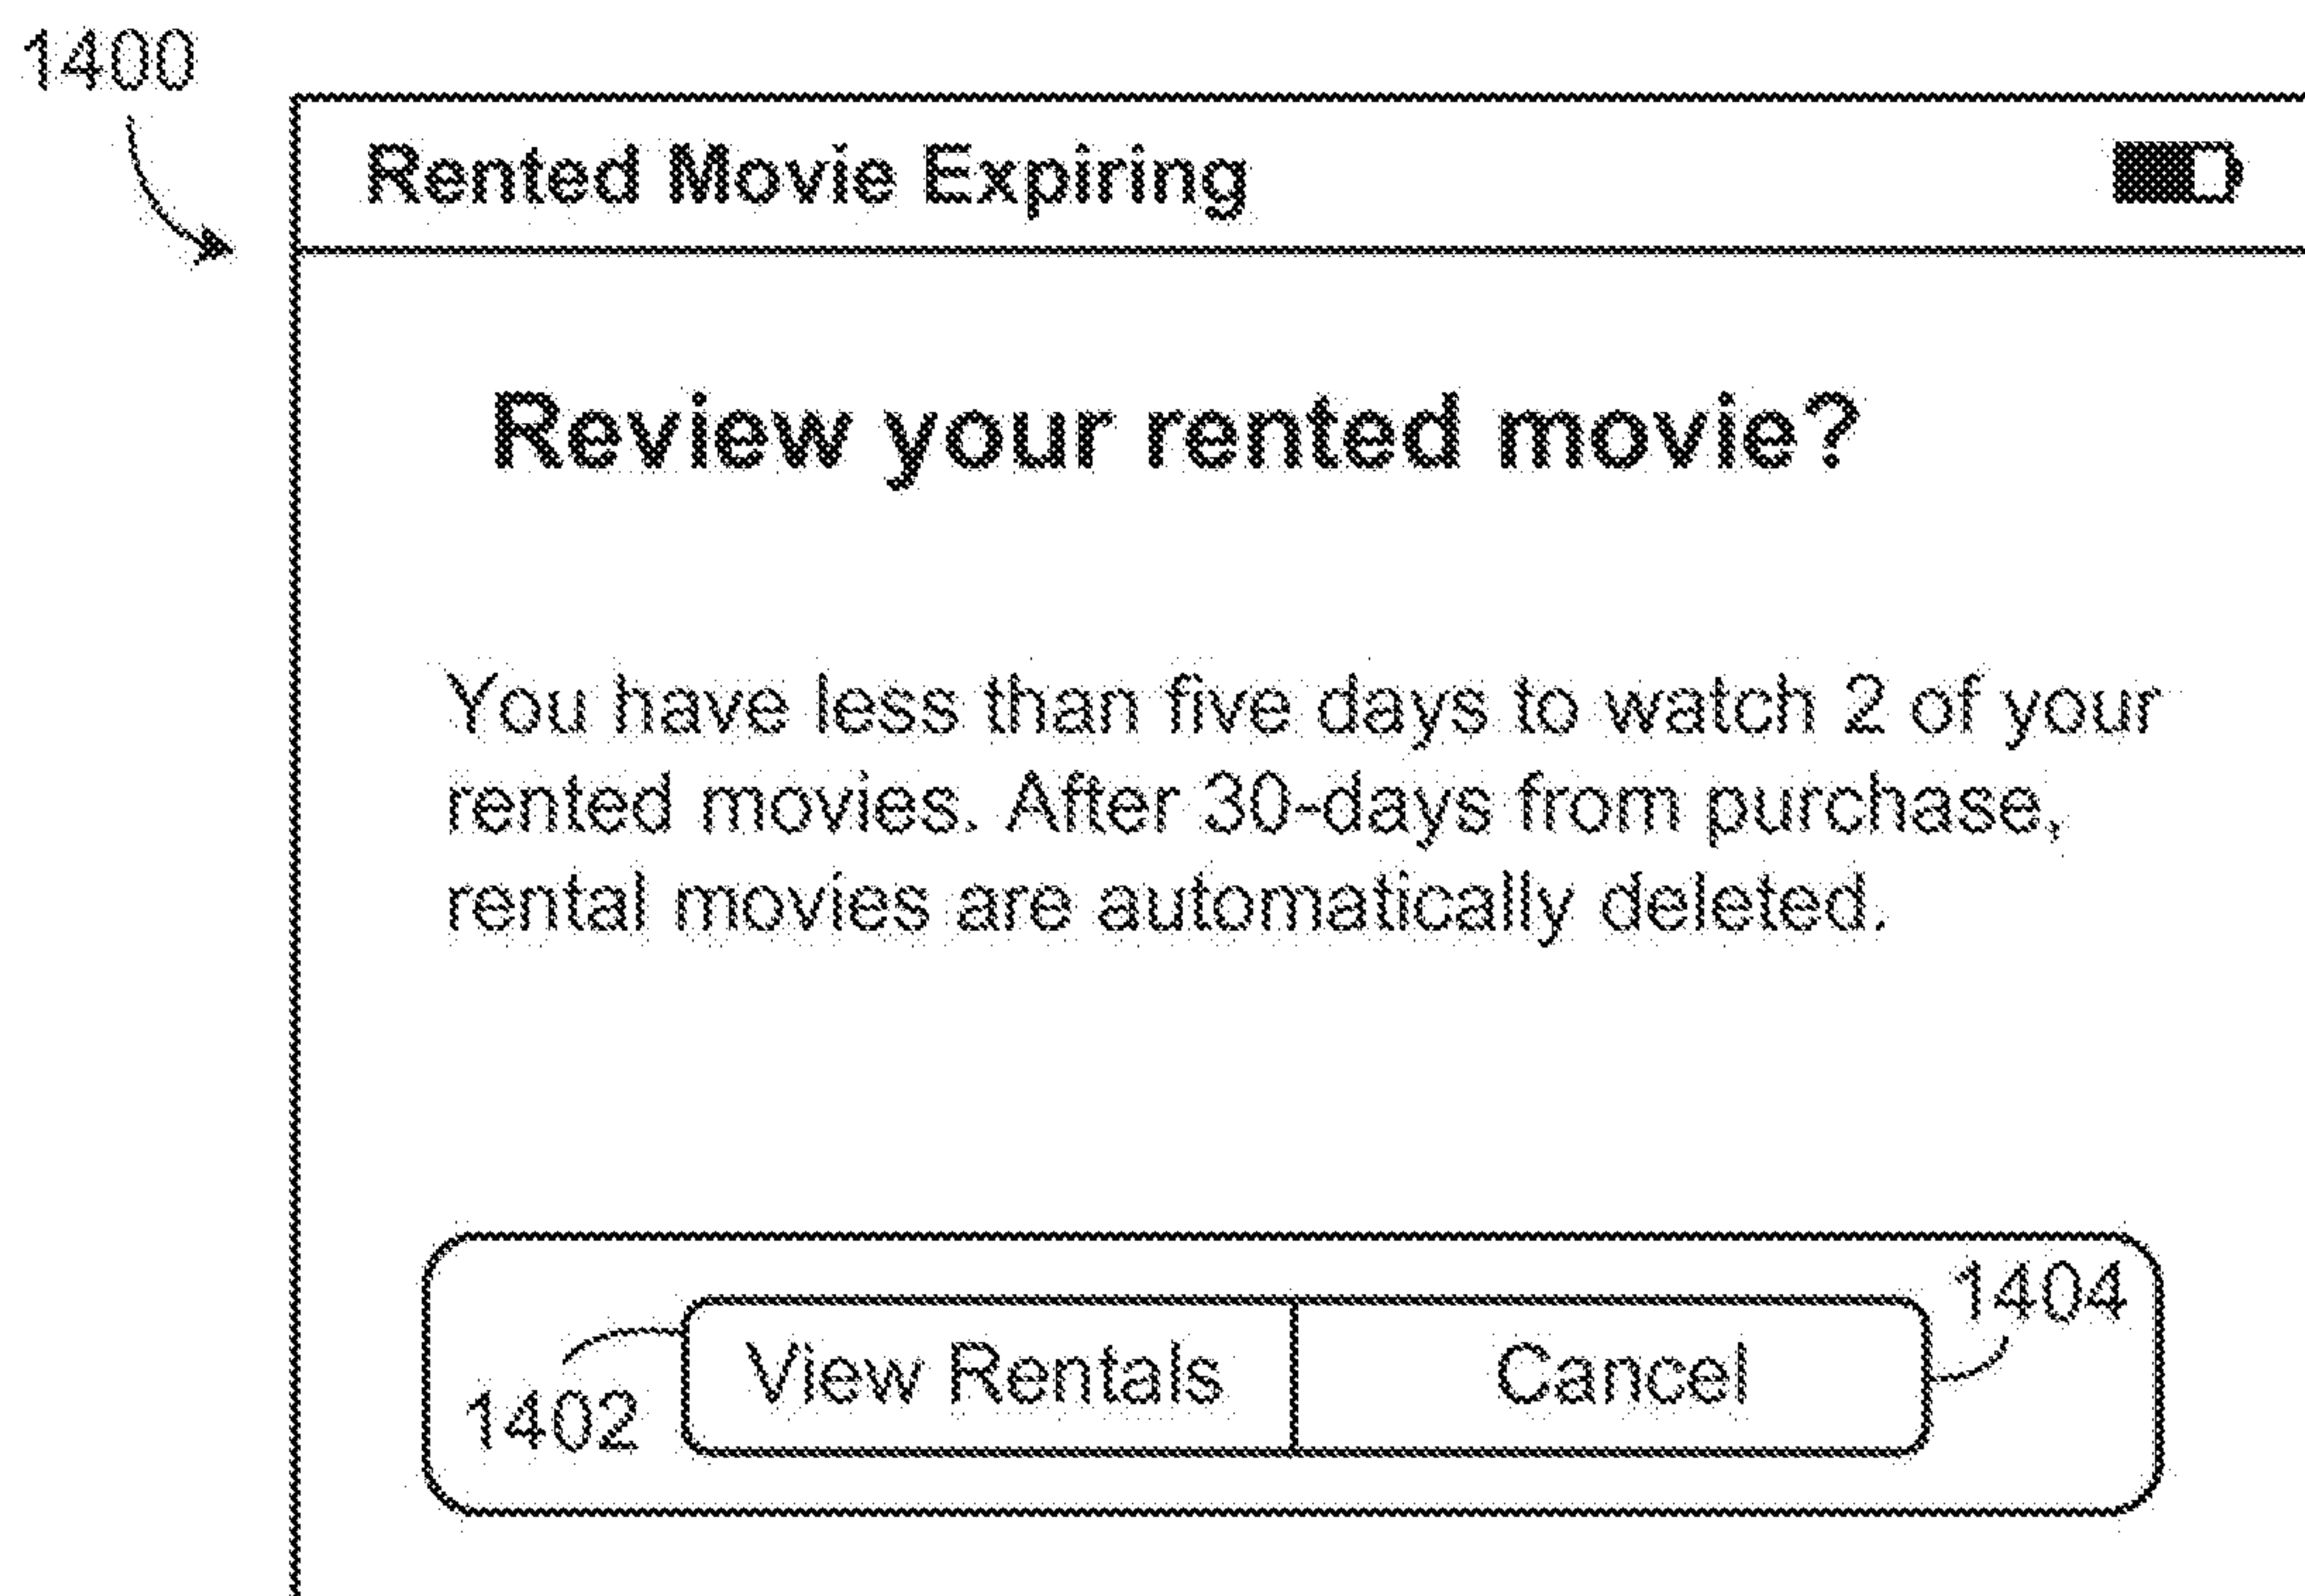 1400
Rented Movie Expiring
Review your rented movie?
You have less than five days to watch 2 of your
rented movies. After 30-days from purchase,
rental movies are automatically deleted.
1404
View Rentals Cancel
1402